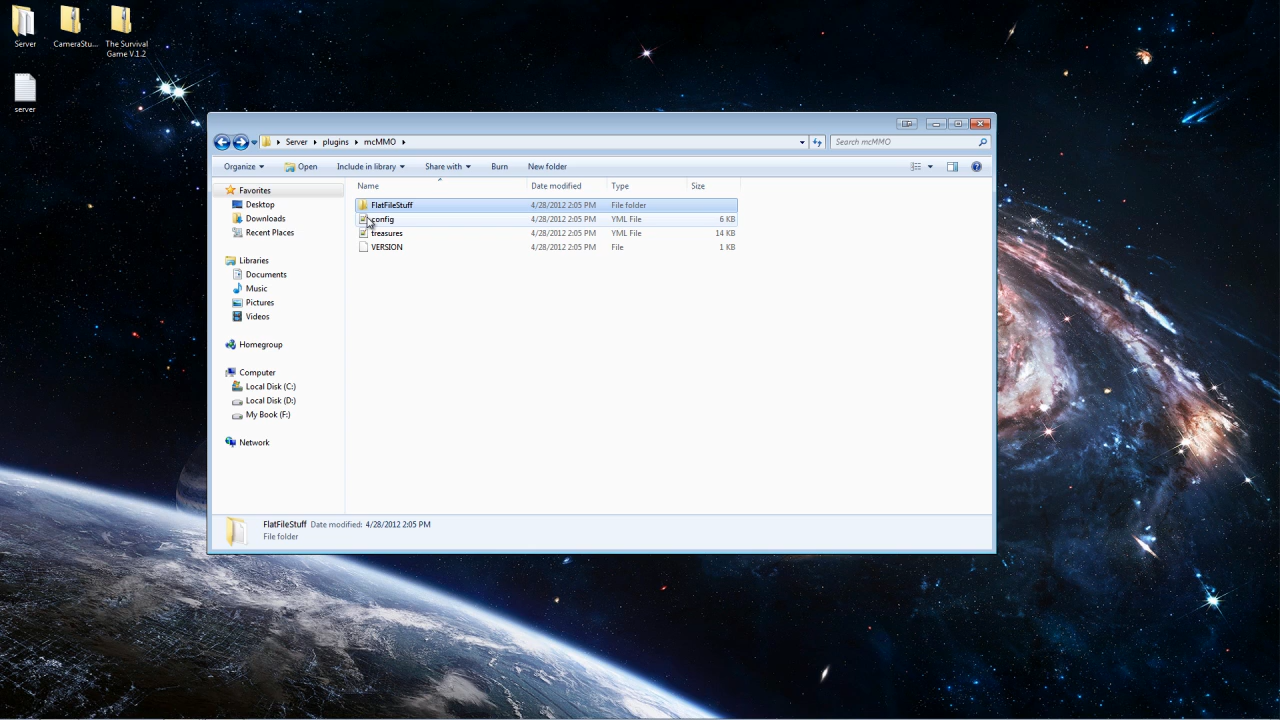 Server
CameraStu...
The Survival
Game V.1.2
server
Server plugins mcMMO
Search mcMMO
Organize Open Include in library Share with Burn New folder
Name Date modified Type Size
Favorites
Desktop
Downloads
Recent Places
Libraries
Documents
Music
Pictures
Videos
Homegroup
Computer
Local Disk (C:)
Local Disk (D:)
My Book (F:)
Network
FlatFileStuff 4/28/2012 2:05 PM File folder
config 4/28/2012 2:05 PM YML File 6 KB
treasures 4/28/2012 2:05 PM YML File 14 KB
VERSION 4/28/2012 2:05 PM File 1 KB
FlatFileStuff Date modified: 4/28/2012 2:05 PM
File folder